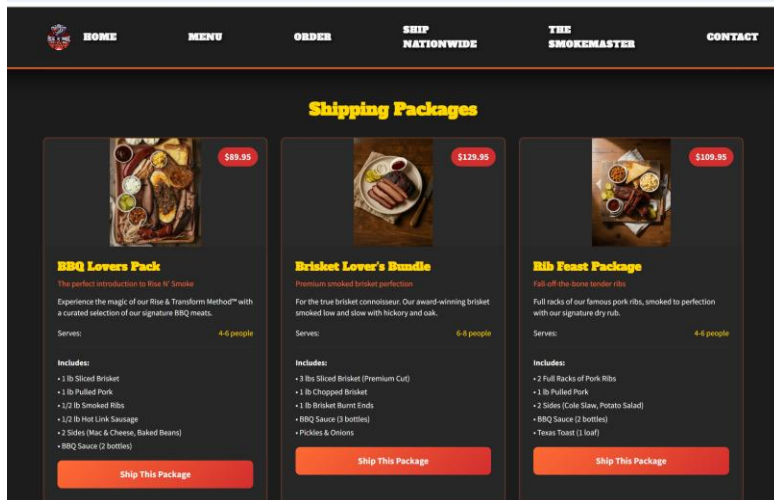 HOME
MENU
ORDER
SHIP
NATIONWIDE
THE
SMOKEMASTER
CONTACT
Shipping Packages
$89.95
BBQ Lovers Pack
The perfect introduction to Rise N' Smoke
Experience the magic of our Rise & Transform Method™ with
a curated selection of our signature BBQ meats.
Serves: 4-6 people
Includes:
• 1 lb Sliced Brisket
• 1 lb Pulled Pork
• 1/2 lb Smoked Ribs
• 1/2 lb Hot Link Sausage
• 2 Sides (Mac & Cheese, Baked Beans)
• BBQ Sauce (2 bottles)
Ship This Package
$129.95
Brisket Lover's Bundle
Premium smoked brisket perfection
For the true brisket connoisseur. Our award-winning brisket
smoked low and slow with hickory and oak.
Serves: 6-8 people
Includes:
• 3 lbs Sliced Brisket (Premium Cut)
• 1 lb Chopped Brisket
• 1 lb Brisket Burnt Ends
• BBQ Sauce (3 bottles)
• Pickles & Onions
Ship This Package
$109.95
Rib Feast Package
Fall-off-the-bone tender ribs
Full racks of our famous pork ribs, smoked to perfection
with our signature dry rub.
Serves: 4-6 people
Includes:
• 2 Full Racks of Pork Ribs
• 1 lb Pulled Pork
• 2 Sides (Cole Slaw, Potato Salad)
• BBQ Sauce (2 bottles)
• Texas Toast (1 loaf)
Ship This Package